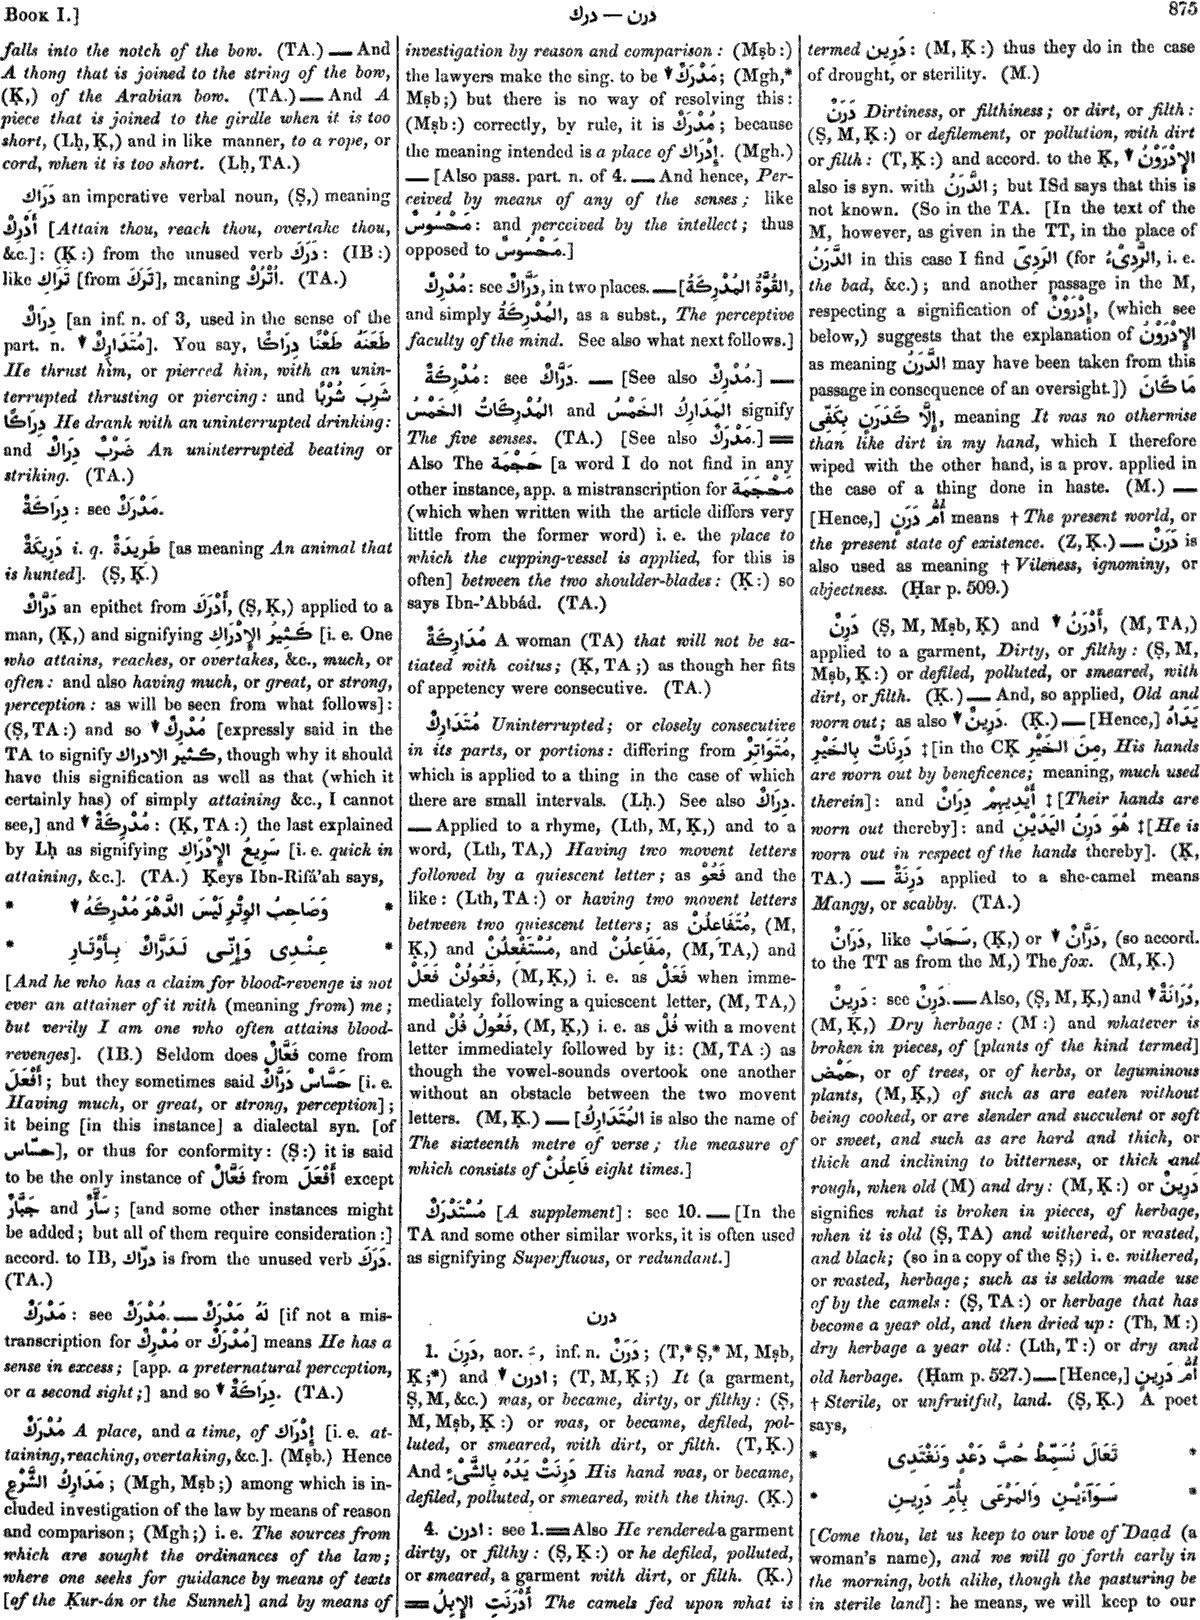 Book I.]
درك — درن
875
falls into the notch of the bow. (TA.) — And
A thong that is joined to the string of the bow,
(Ḳ,) of the Arabian bow. (TA.) — And A
piece that is joined to the girdle when it is too
short, (Lḥ, Ḳ,) and in like manner, to a rope, or
cord, when it is too short. (Lḥ, TA.)
دَرَاكِ an imperative verbal noun, (Ṣ,) meaning
أَدْرِكْ [Attain thou, reach thou, overtake thou,
&c.]: (Ḳ:) from the unused verb دَرَكَ: (IB:)
like تَرَاكِ [from تَرَكَ], meaning اُتْرُكْ. (TA.)
دِرَاكٌ [an inf. n. of 3, used in the sense of the
part. n. ▼ مُتَدَارِكٌ]. You say, طَعَنَهُ طَعْنًا دِرَاكًا
He thrust him, or pierced him, with an unin-
terrupted thrusting or piercing: and شَرِبَ شُرْبًا
دِرَاكًا He drank with an uninterrupted drinking:
and ضَرْبٌ دِرَاكٌ An uninterrupted beating or
striking. (TA.)
دِرَاكَةٌ: see مَدْرَكٌ.
دَرِيكَةٌ i. q. طَرِيدَةٌ [as meaning An animal that
is hunted]. (Ṣ, Ḳ.)
دَرَّاكٌ an epithet from أَدْرَكَ, (Ṣ, Ḳ,) applied to a
man, (Ḳ,) and signifying كَثِيرُ الإِدْرَاكِ [i. e. One
who attains, reaches, or overtakes, &c., much, or
often: and also having much, or great, or strong,
perception: as will be seen from what follows]:
(Ṣ, TA:) and so ▼ مُدْرِكٌ [expressly said in the
TA to signify كثير الادراك, though why it should
have this signification as well as that (which it
certainly has) of simply attaining &c., I cannot
see,] and ▼ مُدْرِكَةٌ: (Ḳ, TA:) the last explained
by Lḥ as signifying سَرِيعُ الإِدْرَاكِ [i. e. quick in
attaining, &c.]. (TA.) Ḳeys Ibn-Rifá'ah says,
* وَصَاحِبُ الوِتْرِ لَيْسَ الدَّهْرَ مُدْرِكَهُ ▼ *
* عِنْدِى وَإِنِّى لَدَرَّاكٌ بِأَوْتَارِ *
[And he who has a claim for blood-revenge is not
ever an attainer of it with (meaning from) me;
but verily I am one who often attains blood-
revenges]. (IB.) Seldom does فَعَّالٌ come from
أَفْعَلَ; but they sometimes said حَسَّاسٌ دَرَّاكٌ [i. e.
Having much, or great, or strong, perception];
it being [in this instance] a dialectal syn. [of
حسّاس], or thus for conformity: (Ṣ:) it is said
to be the only instance of فَعَّالٌ from أَفْعَلَ except
جَبَّارٌ and سَأَّرٌ; [and some other instances might
be added; but all of them require consideration:]
accord. to IB, درّاك is from the unused verb دَرَكَ.
(TA.)
مَدْرَكٌ: see مُدْرَكٌ. — لَهُ مَدْرَكٌ [if not a mis-
transcription for مُدْرِكٌ or مُدْرَكٌ] means He has a
sense in excess; [app. a preternatural perception,
or a second sight;] and so ▼ دِرَاكَةٌ. (TA.)
مُدْرَكٌ A place, and a time, of إِدْرَاك [i. e. at-
taining, reaching, overtaking, &c.]. (Mṣb.) Hence
مَدَارِكُ الشَّرْعِ; (Mgh, Mṣb;) among which is in-
cluded investigation of the law by means of reason
and comparison; (Mgh;) i. e. The sources from
which are sought the ordinances of the law;
where one seeks for guidance by means of texts
[of the Ḳur-án or the Sunneh] and by means of
investigation by reason and comparison: (Mṣb:)
the lawyers make the sing. to be ▼ مَدْرَكٌ; (Mgh,*
Mṣb;) but there is no way of resolving this:
(Mṣb:) correctly, by rule, it is مُدْرَكٌ; because
the meaning intended is a place of إِدْرَاك. (Mgh.)
— [Also pass. part. n. of 4. — And hence, Per-
ceived by means of any of the senses; like
مَحْسُوسٌ: and perceived by the intellect; thus
opposed to مَحْسُوسٌ.]
مُدْرِكٌ: see دَرَّاكٌ, in two places. — [القُوَّةُ المُدْرِكَةُ,
and simply المُدْرِكَةُ, as a subst., The perceptive
faculty of the mind. See also what next follows.]
مُدْرِكَةٌ: see دَرَّاكٌ. — [See also مُدْرِكٌ.] —
المُدْرِكَاتُ الخَمْسُ and المَدَارِكُ الخَمْسُ signify
The five senses. (TA.) [See also مُدْرَكٌ.] ═
Also The حَجْمَة [a word I do not find in any
other instance, app. a mistranscription for مَحْجَمَة
(which when written with the article differs very
little from the former word) i. e. the place to
which the cupping-vessel is applied, for this is
often] between the two shoulder-blades: (Ḳ:) so
says Ibn-'Abbád. (TA.)
مُدَارِكَةٌ A woman (TA) that will not be sa-
tiated with coitus; (Ḳ, TA;) as though her fits
of appetency were consecutive. (TA.)
مُتَدَارِكٌ Uninterrupted; or closely consecutive
in its parts, or portions: differing from مُتَوَاتِرٌ,
which is applied to a thing in the case of which
there are small intervals. (Lḥ.) See also دِرَاكٌ.
— Applied to a rhyme, (Lth, M, Ḳ,) and to a
word, (Lth, TA,) Having two movent letters
followed by a quiescent letter; as فَعُوْ and the
like: (Lth, TA:) or having two movent letters
between two quiescent letters; as مُتَفَاعِلُنْ, (M,
Ḳ,) and مُسْتَفْعِلُنْ, and مَفَاعِلُنْ, (M, TA,) and
فَعُولُنْ فَعَلْ, (M, Ḳ,) i. e. as فَعَلْ when imme-
mediately following a quiescent letter, (M, TA,)
and فَعُولُ فُلْ, (M, Ḳ,) i. e. as فُلْ with a movent
letter immediately followed by it: (M, TA:) as
though the vowel-sounds overtook one another
without an obstacle between the two movent
letters. (M, Ḳ.) — [المُتَدَارِكُ is also the name of
The sixteenth metre of verse; the measure of
which consists of فَاعِلُنْ eight times.]
مُسْتَدْرَكٌ [A supplement]: see 10. — [In the
TA and some other similar works, it is often used
as signifying Superfluous, or redundant.]
درن
1. دَرِنَ, aor. ـَ, inf. n. دَرَنٌ; (T,* Ṣ,* M, Mṣb,
Ḳ;*) and ▼ ادرن; (T, M, Ḳ;) It (a garment,
Ṣ, M, &c.) was, or became, dirty, or filthy: (Ṣ,
M, Mṣb, Ḳ:) or was, or became, defiled, pol-
luted, or smeared, with dirt, or filth. (T, Ḳ.)
And دَرِنَتْ يَدُهُ بِالشَّىْءِ His hand was, or became,
defiled, polluted, or smeared, with the thing. (Ḳ.)
4. ادرن: see 1. ═ Also He rendered a garment
dirty, or filthy: (Ṣ, Ḳ:) or he defiled, polluted,
or smeared, a garment with dirt, or filth. (Ḳ.)
═ أَدْرَنَتِ الإِبِلُ The camels fed upon what is
termed دَرِين: (M, Ḳ:) thus they do in the case
of drought, or sterility. (M.)
دَرَنٌ Dirtiness, or filthiness; or dirt, or filth:
(Ṣ, M, Ḳ:) or defilement, or pollution, with dirt
or filth: (T, Ḳ:) and accord. to the Ḳ, ▼ الإِدْرَوْنُ
also is syn. with الدَّرَنُ; but ISd says that this is
not known. (So in the TA. [In the text of the
M, however, as given in the TT, in the place of
الدَّرَنُ in this case I find الرَدِىّ (for الرَّدِىْءُ, i. e.
the bad, &c.); and another passage in the M,
respecting a signification of إِدْرَوْنٌ, (which see
below,) suggests that the explanation of الإِدْرَوْنُ
as meaning الدَّرَنُ may have been taken from this
passage in consequence of an oversight.]) مَا كَانَ
إِلَّا كَدَرَنٍ بِكَفِّى, meaning It was no otherwise
than like dirt in my hand, which I therefore
wiped with the other hand, is a prov. applied in
the case of a thing done in haste. (M.) —
[Hence,] أُمُّ دَرَنٍ means † The present world, or
the present state of existence. (Z, Ḳ.) — دَرَنٌ is
also used as meaning † Vileness, ignominy, or
abjectness. (Ḥar p. 509.)
دَرِنٌ (Ṣ, M, Mṣb, Ḳ) and ▼ أَدْرَنُ, (M, TA,)
applied to a garment, Dirty, or filthy: (Ṣ, M,
Mṣb, Ḳ:) or defiled, polluted, or smeared, with
dirt, or filth. (Ḳ.) — And, so applied, Old and
worn out; as also ▼ دَرِينٌ. (Ḳ.) — [Hence,] يَدَاهُ
دَرِنَاتٌ بِالخَيْرِ ‡ [in the CḲ مِنَ الخَيْرِ, His hands
are worn out by beneficence; meaning, much used
therein]: and أَيْدِيهِمْ دِرَانٌ ‡ [Their hands are
worn out thereby]: and هُوَ دَرِنُ اليَدَيْنِ ‡ [He is
worn out in respect of the hands thereby]. (Ḳ,
TA.) — دَرِنَةٌ applied to a she-camel means
Mangy, or scabby. (TA.)
دَرَانٌ, like سَحَابٌ, (Ḳ,) or ▼ دَرَّانٌ, (so accord.
to the TT as from the M,) The fox. (M, Ḳ.)
دَرِينٌ: see دَرِنٌ. — Also, (Ṣ, M, Ḳ,) and ▼ دُرَانَةٌ,
(M, Ḳ,) Dry herbage: (M:) and whatever is
broken in pieces, of [plants of the kind termed]
حَمْض, or of trees, or of herbs, or leguminous
plants, (M, Ḳ,) of such as are eaten without
being cooked, or are slender and succulent or soft
or sweet, and such as are hard and thick, or
thick and inclining to bitterness, or thick and
rough, when old (M) and dry: (M, Ḳ:) or دَرِينٌ
signifies what is broken in pieces, of herbage,
when it is old (Ṣ, TA) and withered, or wasted,
and black; (so in a copy of the Ṣ;) i. e. withered,
or wasted, herbage; such as is seldom made use
of by the camels: (Ṣ, TA:) or herbage that has
become a year old, and then dried up: (Th, M:)
dry herbage a year old: (Lth, T:) or dry and
old herbage. (Ḥam p. 527.) — [Hence,] أُمُّ دَرِينٍ
† Sterile, or unfruitful, land. (Ṣ, Ḳ.) A poet
says,
* تَعَالَ نُسَمِّطْ حُبَّ دَعْدٍ وَنَغْتَدِى *
* سَوَآءَيْنِ وَالمَرْعَى بِأُمِّ دَرِينِ *
[Come thou, let us keep to our love of Daạd (a
woman's name), and we will go forth early in
the morning, both alike, though the pasturing be
in sterile land]: he means, we will keep to our